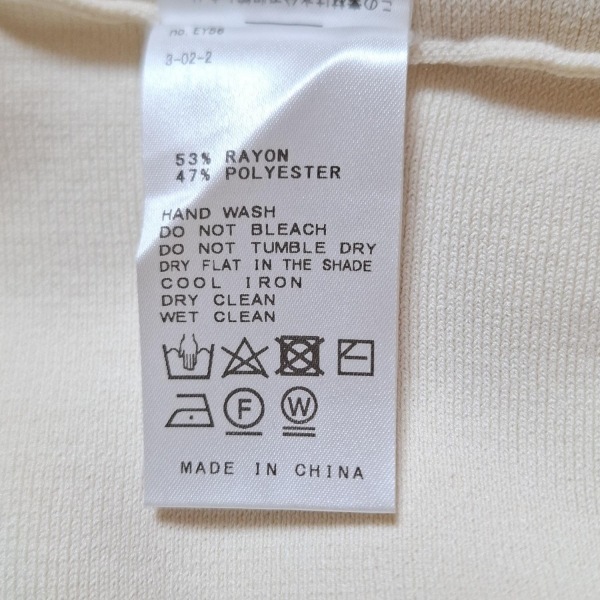 no. EY56
3-02-2
53% RAYON
47% POLYESTER
HAND WASH
DO NOT BLEACH
DO NOT TUMBLE DRY
DRY FLAT IN THE SHADE
COOL IRON
DRY CLEAN
WET CLEAN
F
W
MADE IN CHINA